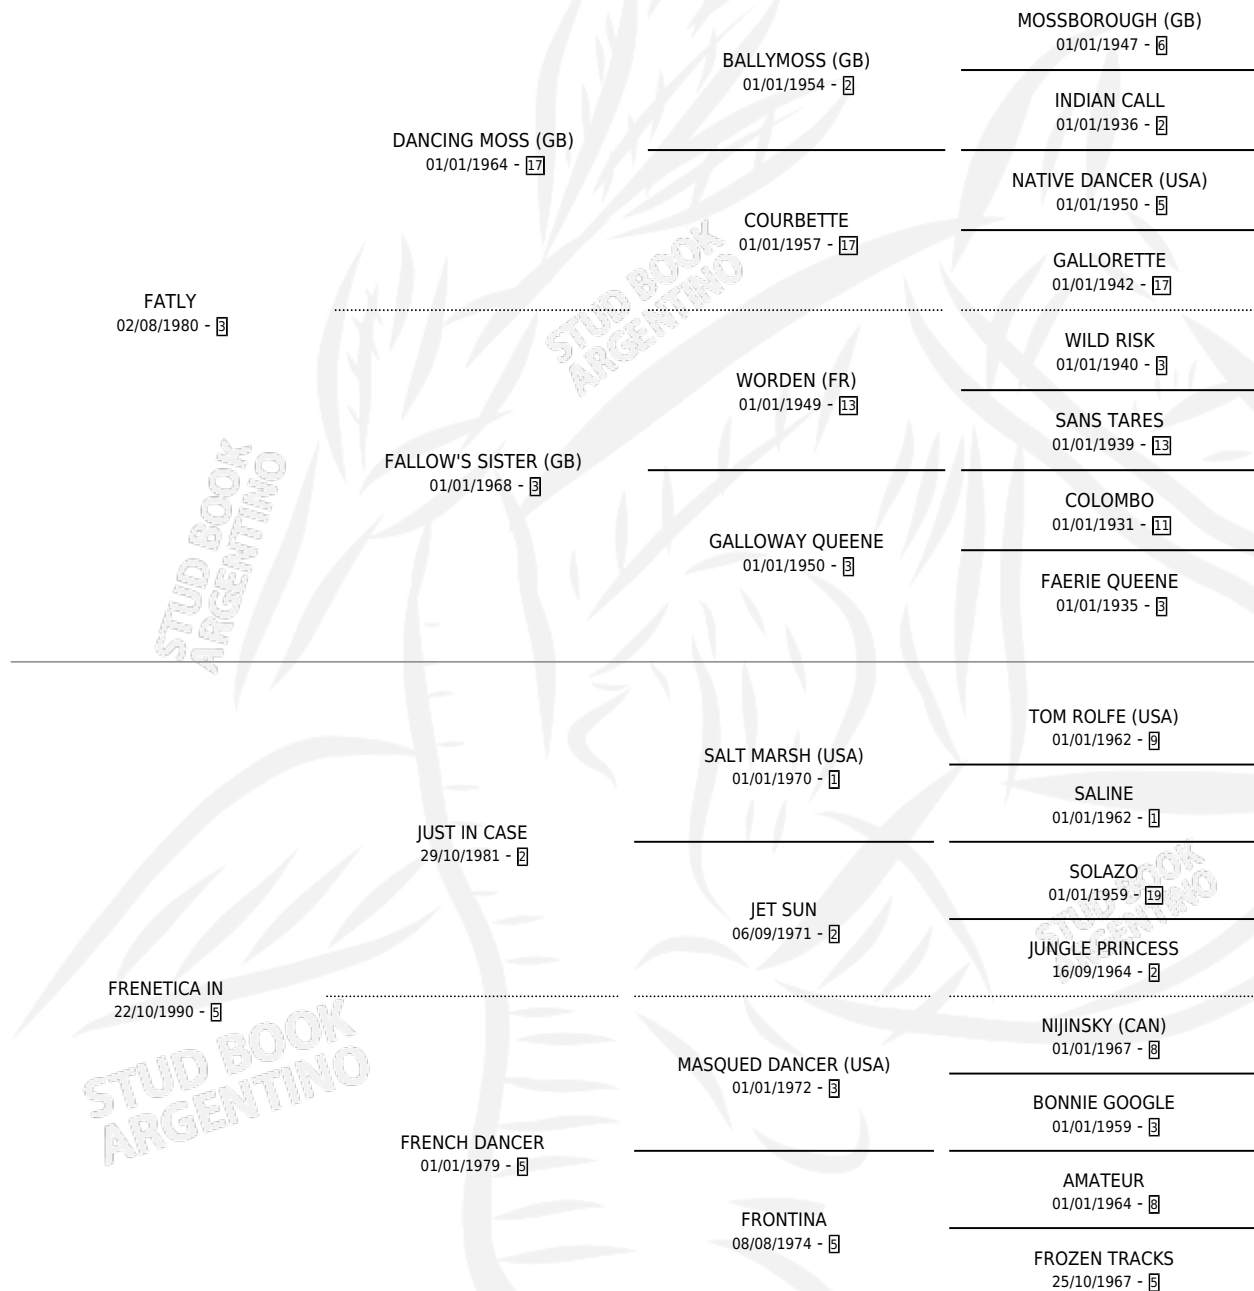 MOSSBOROUGH (GB)
01/01/1947 - 6
BALLYMOSS (GB)
01/01/1954 - 2
INDIAN CALL
01/01/1936 - 2
DANCING MOSS (GB)
01/01/1964 - 17
NATIVE DANCER (USA)
01/01/1950 - 5
COURBETTE
01/01/1957 - 17
GALLORETTE
01/01/1942 - 17
FATLY
02/08/1980 - 3
WILD RISK
01/01/1940 - 3
WORDEN (FR)
01/01/1949 - 13
SANS TARES
01/01/1939 - 13
FALLOW'S SISTER (GB)
01/01/1968 - 3
COLOMBO
01/01/1931 - 11
GALLOWAY QUEENE
01/01/1950 - 3
FAERIE QUEENE
01/01/1935 - 3
STUD BOOK
ARGENTINO
STUD BOOK
ARGENTINO
TOM ROLFE (USA)
01/01/1962 - 9
SALT MARSH (USA)
01/01/1970 - 1
SALINE
01/01/1962 - 1
JUST IN CASE
29/10/1981 - 2
SOLAZO
01/01/1959 - 19
JET SUN
06/09/1971 - 2
JUNGLE PRINCESS
16/09/1964 - 2
FRENETICA IN
22/10/1990 - 5
NIJINSKY (CAN)
01/01/1967 - 8
MASQUED DANCER (USA)
01/01/1972 - 3
BONNIE GOOGLE
01/01/1959 - 3
FRENCH DANCER
01/01/1979 - 5
AMATEUR
01/01/1964 - 8
FRONTINA
08/08/1974 - 5
FROZEN TRACKS
25/10/1967 - 5
STUD BOOK
ARGENTINO
STUD BOOK
ARGENTINO